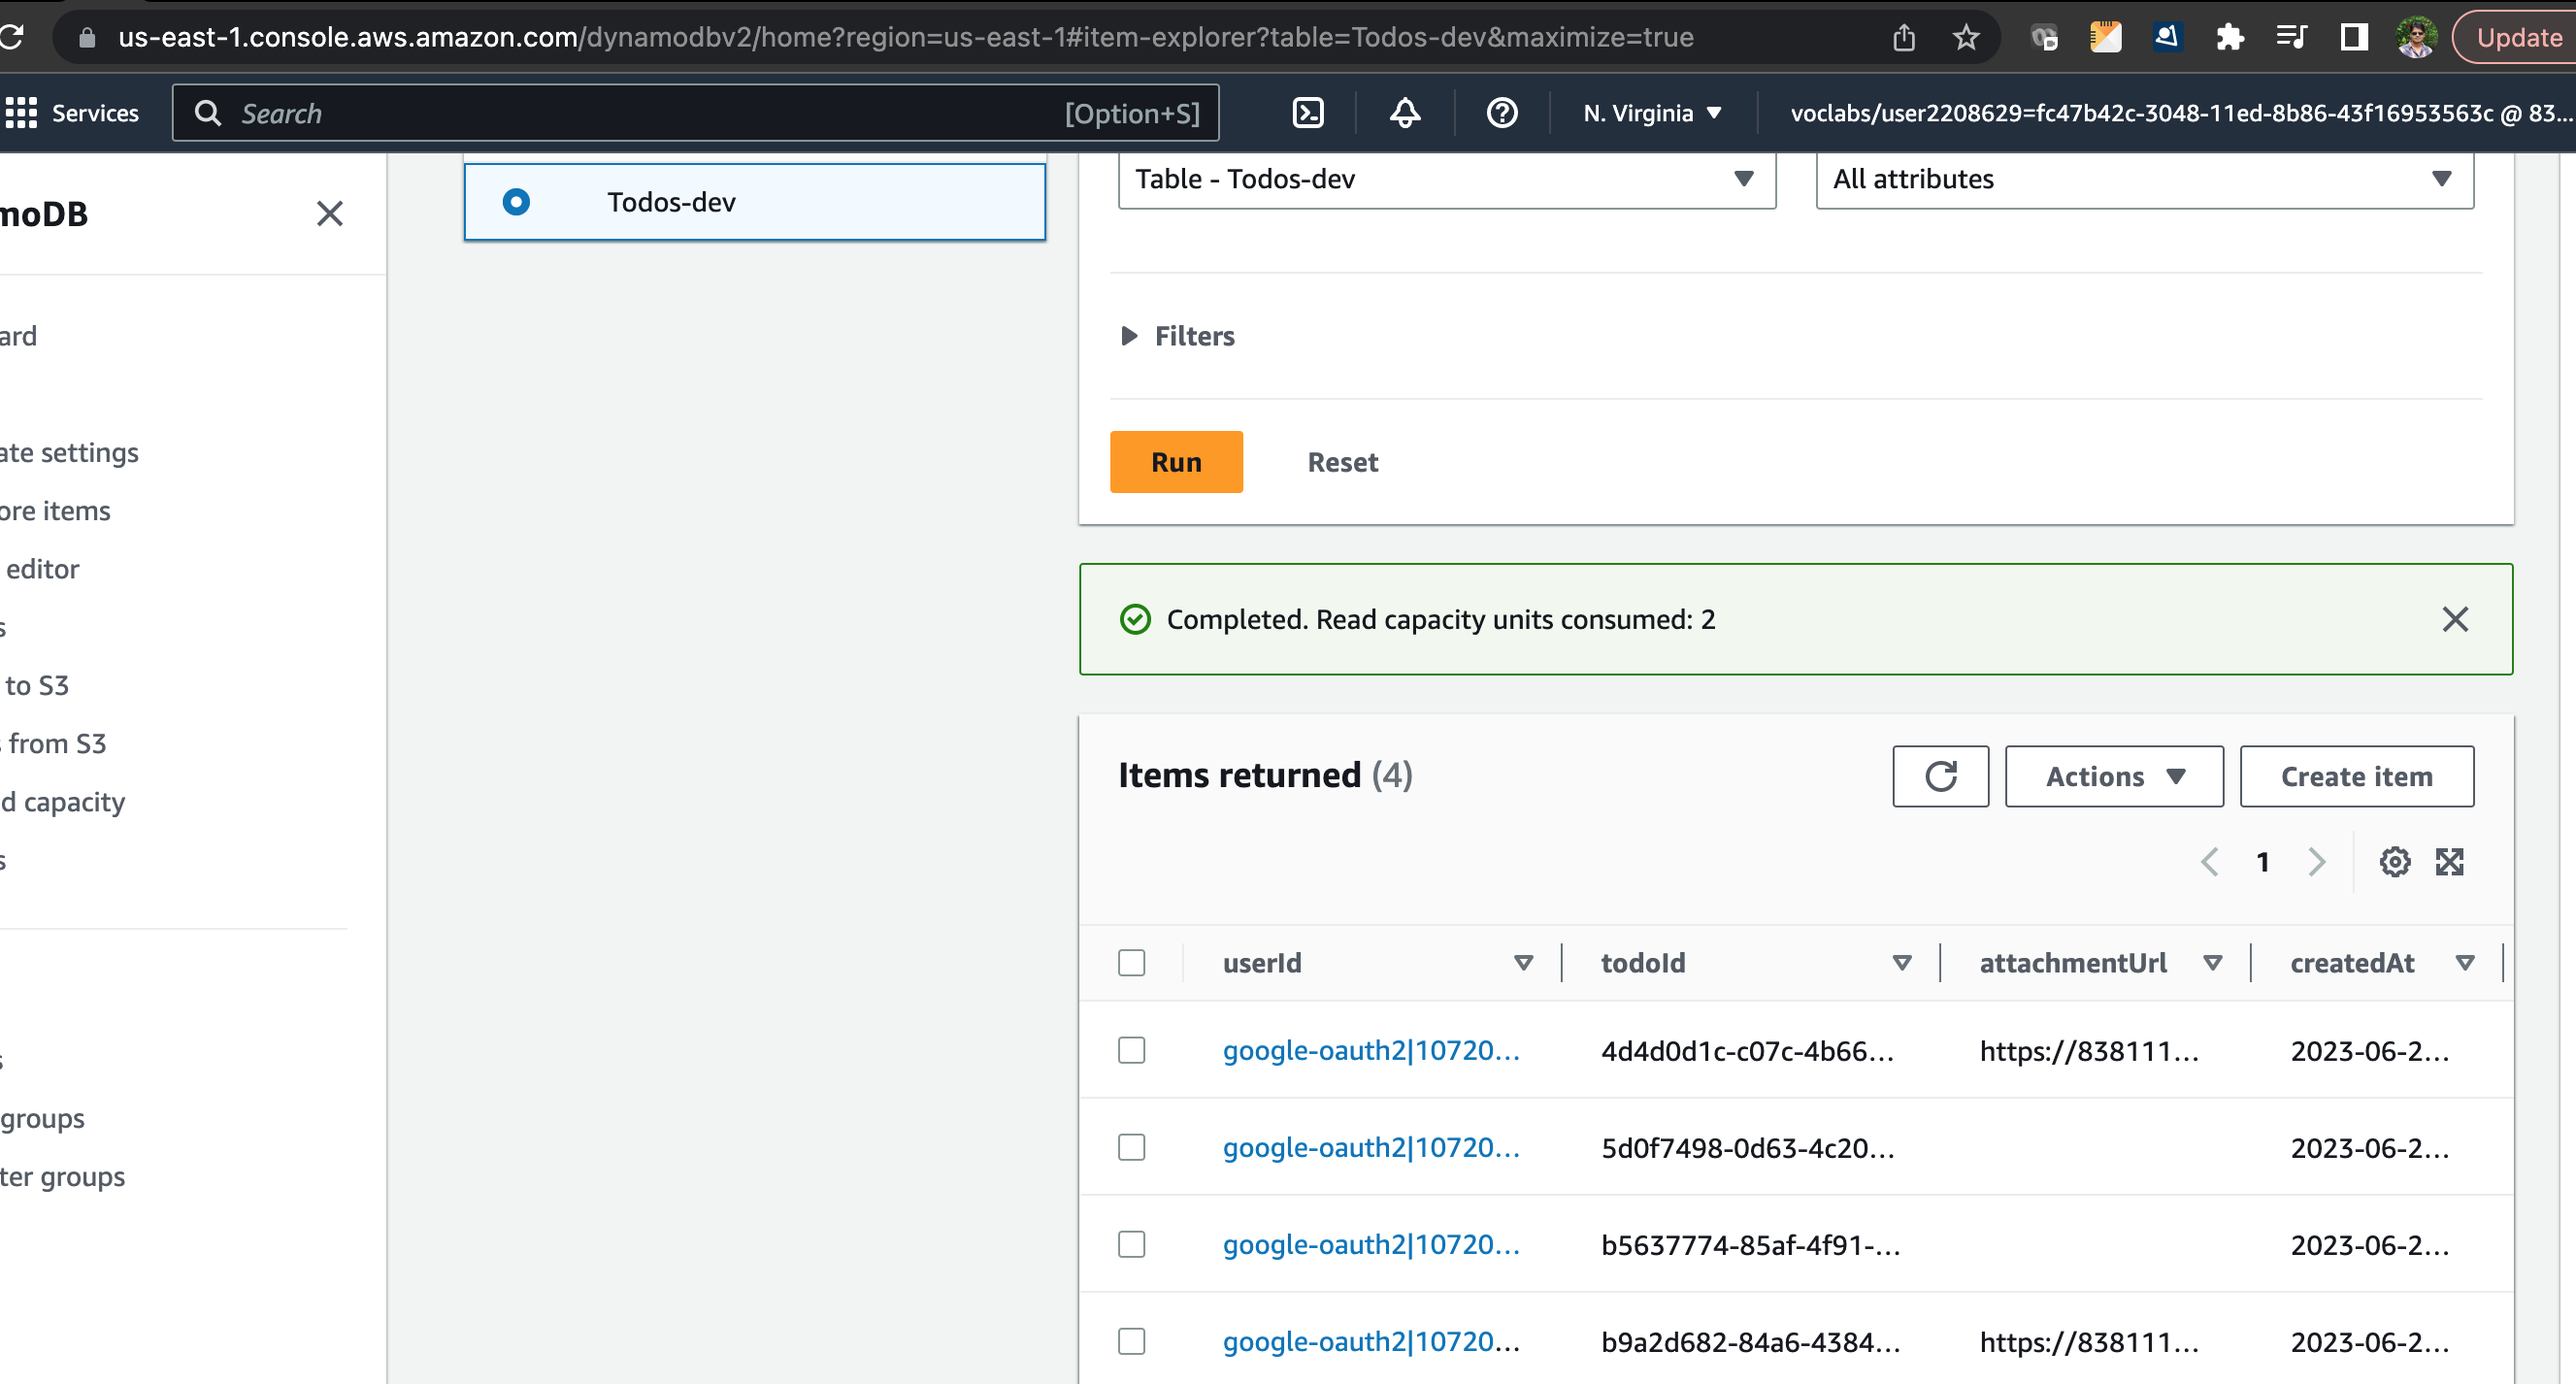 us-east-1.console.aws.amazon.com/dynamodbv2/home?region=us-east-1#item-explorer?table=Todos-dev&maximize=true
Update
Services
Search
[Option+S]
N. Virginia
voclabs/user2208629=fc47b42c-3048-11ed-8b86-43f16953563c @ 83...
moDB
ard
ate settings
ore items
editor
s
to S3
s from S3
d capacity
s
s
groups
ter groups
Todos-dev
Table - Todos-dev
All attributes
Filters
Run
Reset
Completed. Read capacity units consumed: 2
Items returned (4)
Actions
Create item
1
userId
todoId
attachmentUrl
createdAt
google-oauth2|10720... 4d4d0d1c-c07c-4b66... https://838111... 2023-06-2...
google-oauth2|10720... 5d0f7498-0d63-4c20... 2023-06-2...
google-oauth2|10720... b5637774-85af-4f91-... 2023-06-2...
google-oauth2|10720... b9a2d682-84a6-4384... https://838111... 2023-06-2...